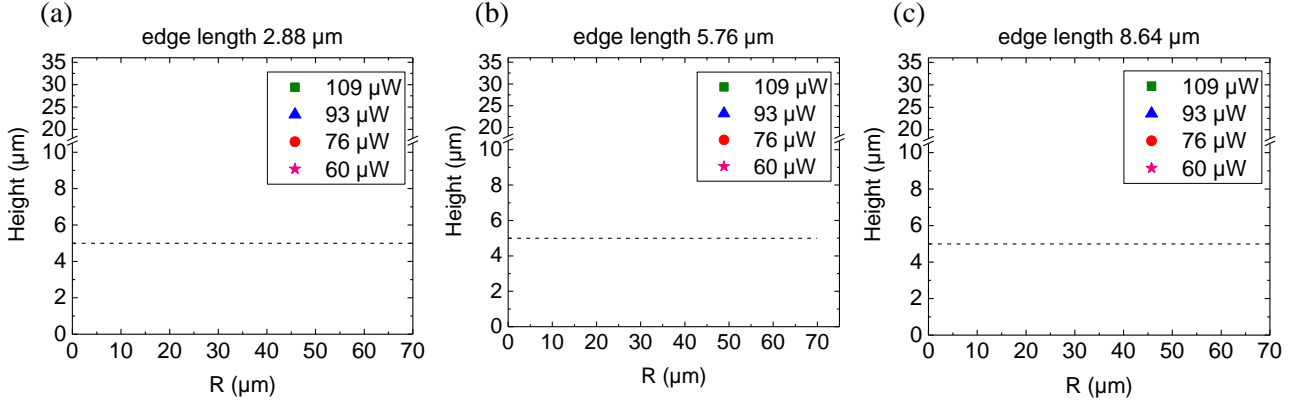 (a)
edge length 2.88 µm
35
30
25
20
10
8
6
4
2
0
Height (µm)
109 µW
93 µW
76 µW
60 µW
0 10 20 30 40 50 60 70
R (µm)
(b)
edge length 5.76 µm
35
30
25
20
10
8
6
4
2
0
Height (µm)
109 µW
93 µW
76 µW
60 µW
0 10 20 30 40 50 60 70
R (µm)
(c)
edge length 8.64 µm
35
30
25
20
10
8
6
4
2
0
Height (µm)
109 µW
93 µW
76 µW
60 µW
0 10 20 30 40 50 60 70
R (µm)